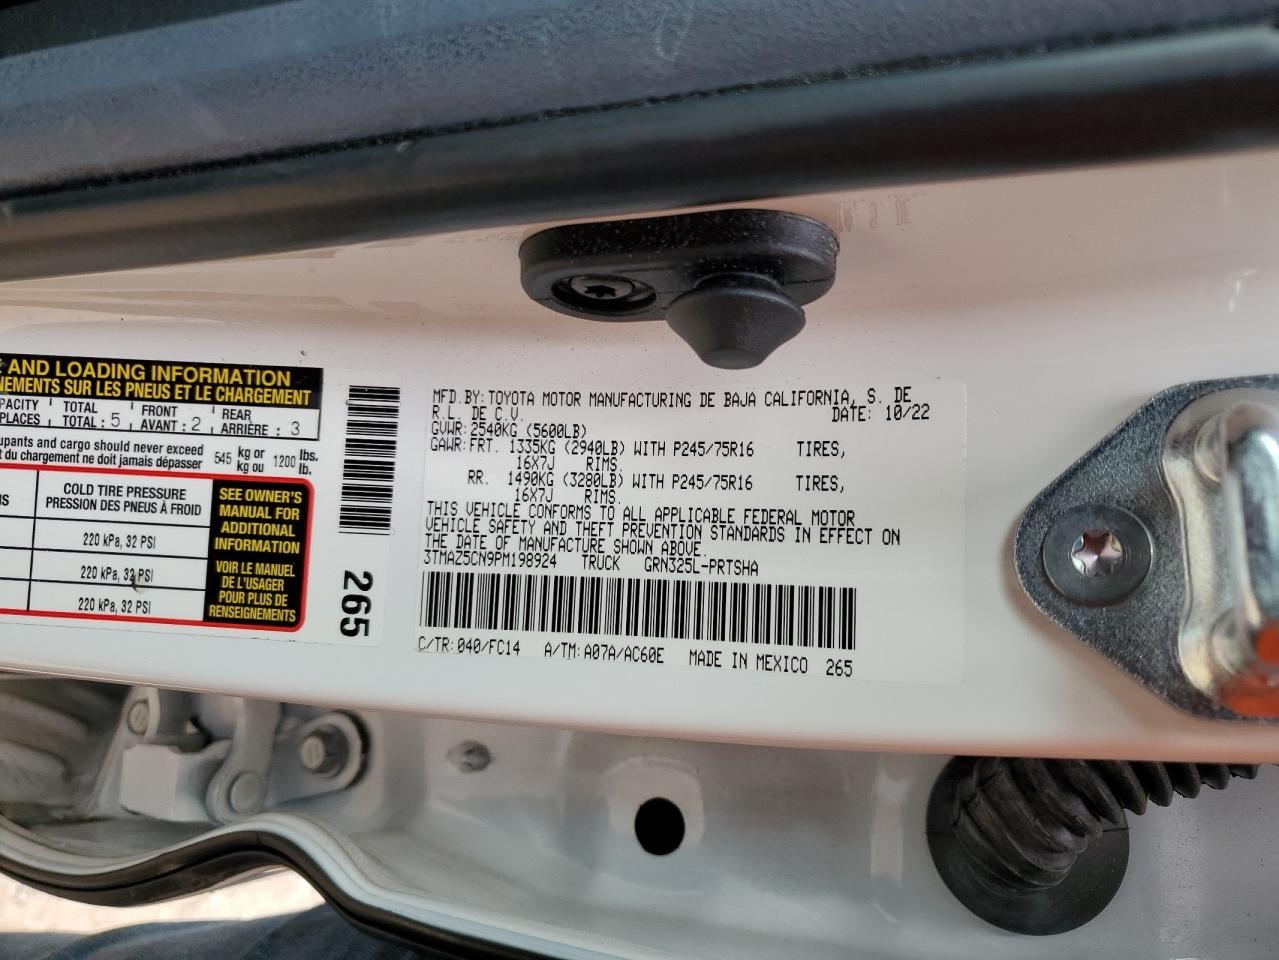 AND LOADING INFORMATION
NEMENTS SUR LES PNEUS ET LE CHARGEMENT
PACITY TOTAL : 5 FRONT : 2 REAR : 3
PLACES AVANT ARRIÈRE
upants and cargo should never exceed 545 kg or 1200 lbs.
du chargement ne doit jamais dépasser kg ou lb.
COLD TIRE PRESSURE
PRESSION DES PNEUS À FROID
220 kPa, 32 PSI
220 kPa, 32 PSI
220 kPa, 32 PSI
SEE OWNER'S
MANUAL FOR
ADDITIONAL
INFORMATION
VOIR LE MANUEL
DE L'USAGER
POUR PLUS DE
RENSEIGNEMENTS
265
MFD.BY:TOYOTA MOTOR MANUFACTURING DE BAJA CALIFORNIA, S. DE
R.L. DE C.V. DATE: 10/22
GVWR:2540KG (5600LB)
GAWR:FRT. 1335KG (2940LB) WITH P245/75R16 TIRES,
16X7J RIMS.
RR. 1490KG (3280LB) WITH P245/75R16 TIRES,
16X7J RIMS.
THIS VEHICLE CONFORMS TO ALL APPLICABLE FEDERAL MOTOR
VEHICLE SAFETY AND THEFT PREVENTION STANDARDS IN EFFECT ON
THE DATE OF MANUFACTURE SHOWN ABOVE.
3TMAZ5CN9PM198924 TRUCK GRN325L-PRTSHA
C/TR:040/FC14 A/TM:A07A/AC60E MADE IN MEXICO 265